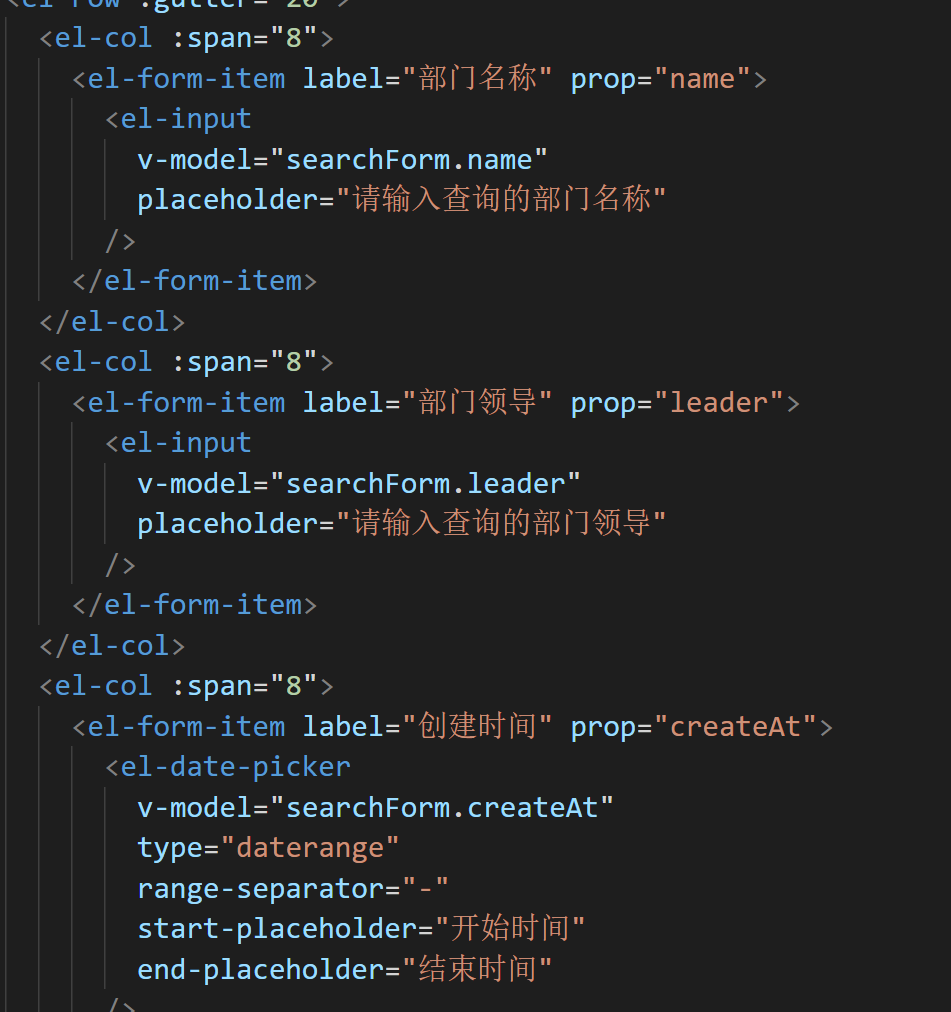 <el-row :gutter="20">
<el-col :span="8">
<el-form-item label="部门名称" prop="name">
<el-input
v-model="searchForm.name"
placeholder="请输入查询的部门名称"
/>
</el-form-item>
</el-col>
<el-col :span="8">
<el-form-item label="部门领导" prop="leader">
<el-input
v-model="searchForm.leader"
placeholder="请输入查询的部门领导"
/>
</el-form-item>
</el-col>
<el-col :span="8">
<el-form-item label="创建时间" prop="createAt">
<el-date-picker
v-model="searchForm.createAt"
type="daterange"
range-separator="-"
start-placeholder="开始时间"
end-placeholder="结束时间"
/>